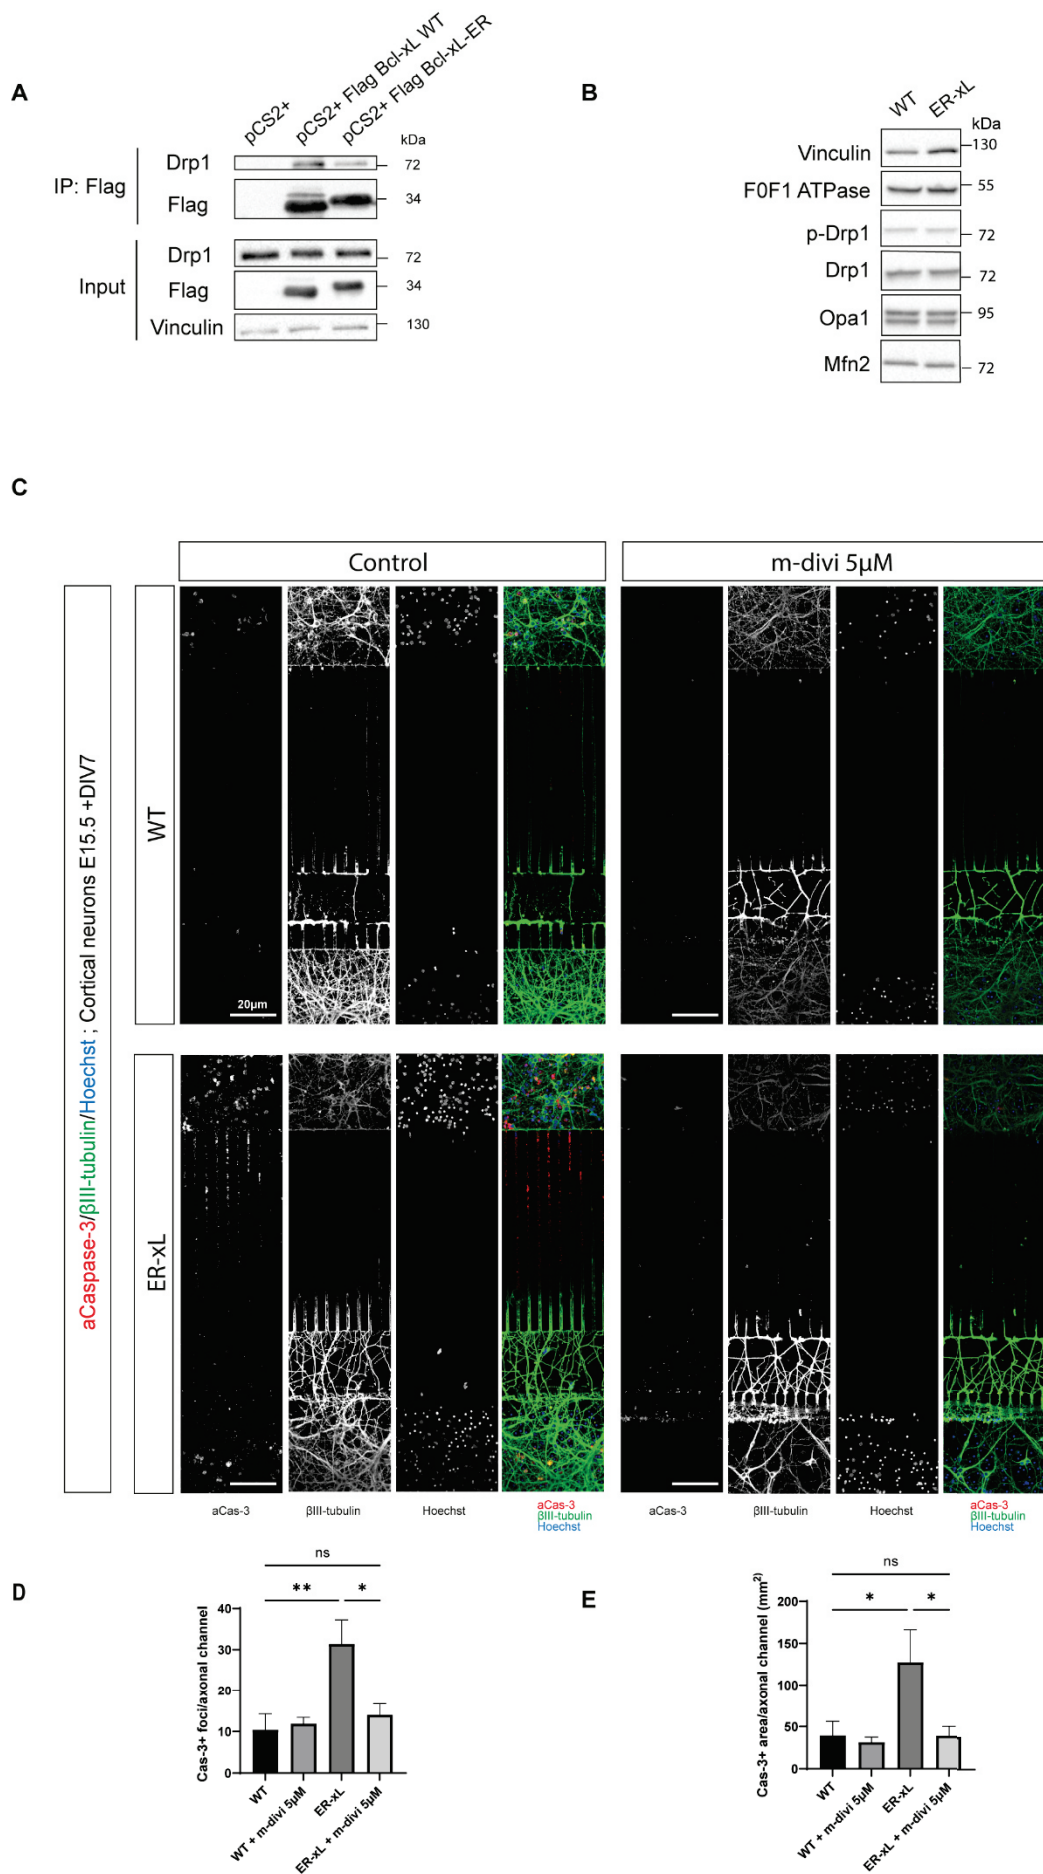 A
pCS2+
pCS2+ Flag Bcl-xL WT
pCS2+ Flag Bcl-xL-ER
kDa
IP: Flag
Drp1
72
Flag
34
Input
Drp1
72
Flag
34
Vinculin
130
B
WT
ER-xL
kDa
Vinculin
130
F0F1 ATPase
55
p-Drp1
72
Drp1
72
Opa1
95
Mfn2
72
C
Control
m-divi 5μM
aCaspase-3/βIII-tubulin/Hoechst ; Cortical neurons E15.5 +DIV7
WT
20μm
ER-xL
aCas-3
βIII-tubulin
Hoechst
aCas-3
βIII-tubulin
Hoechst
aCas-3
βIII-tubulin
Hoechst
aCas-3
βIII-tubulin
Hoechst
D
ns
**
*
Cas-3+ foci/axonal channel
40
30
20
10
0
WT
WT + m-divi 5μM
ER-xL
ER-xL + m-divi 5μM
E
ns
*
*
Cas-3+ area/axonal channel (mm²)
200
150
100
50
0
WT
WT + m-divi 5μM
ER-xL
ER-xL + m-divi 5μM